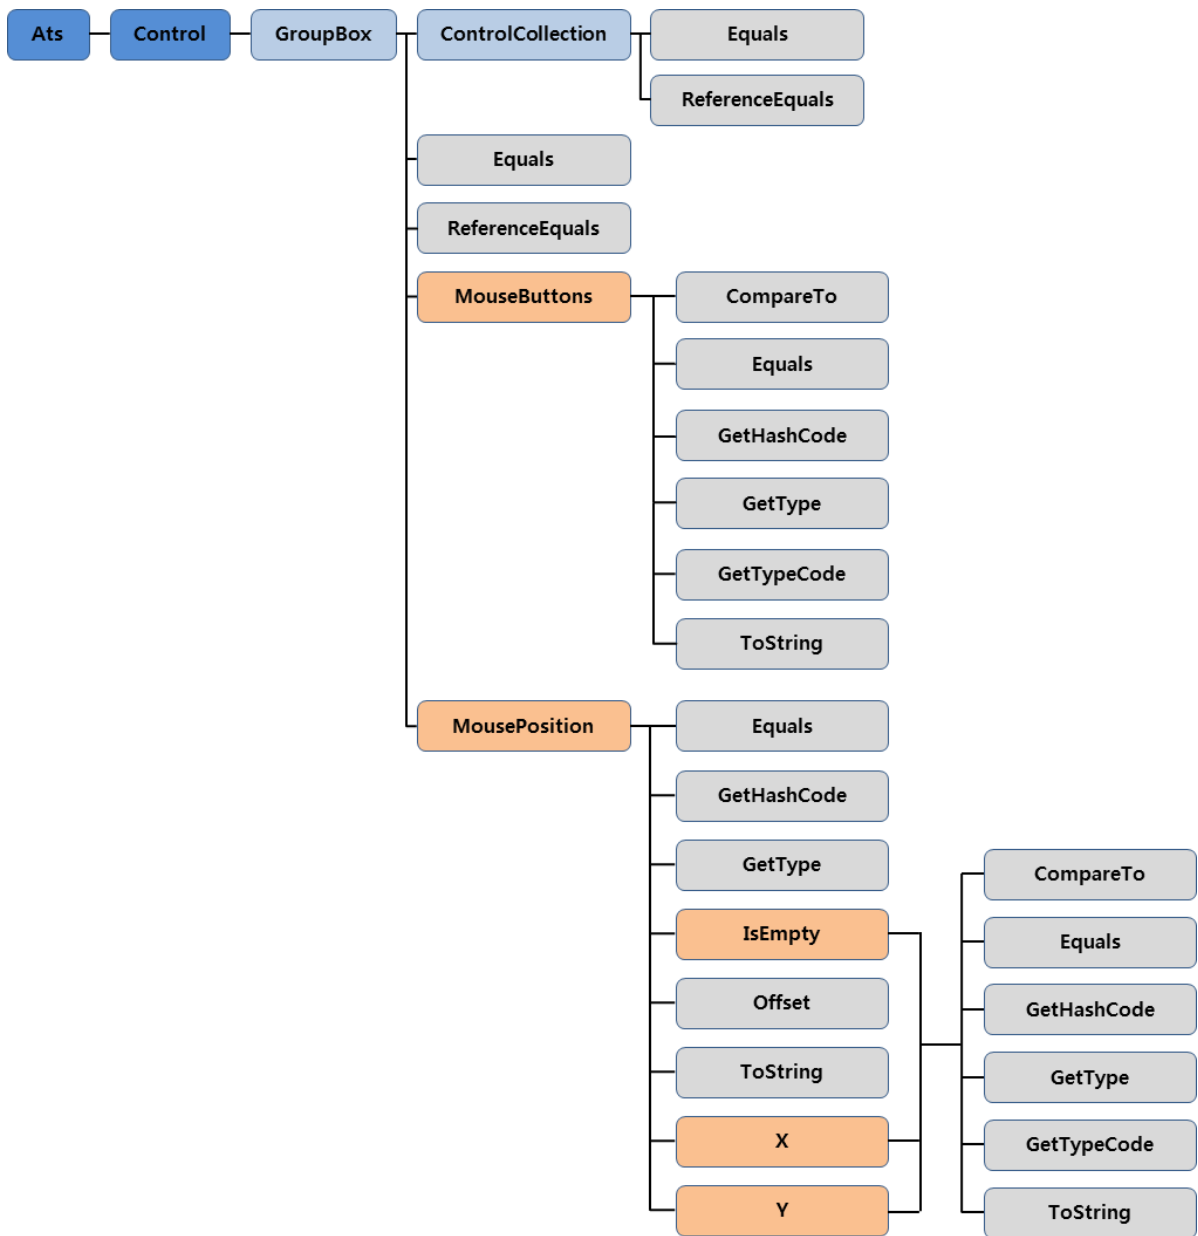 Ats
Control
GroupBox
ControlCollection
Equals
ReferenceEquals
Equals
ReferenceEquals
MouseButtons
CompareTo
Equals
GetHashCode
GetType
GetTypeCode
ToString
MousePosition
Equals
GetHashCode
GetType
IsEmpty
Offset
ToString
X
Y
CompareTo
Equals
GetHashCode
GetType
GetTypeCode
ToString